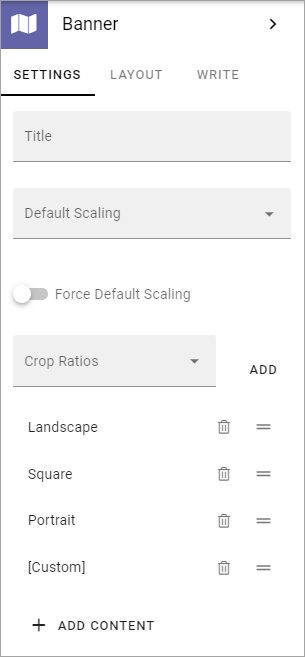 Banner
SETTINGS LAYOUT WRITE
Title
Default Scaling
Force Default Scaling
Crop Ratios
ADD
Landscape
Square
Portrait
[Custom]
ADD CONTENT